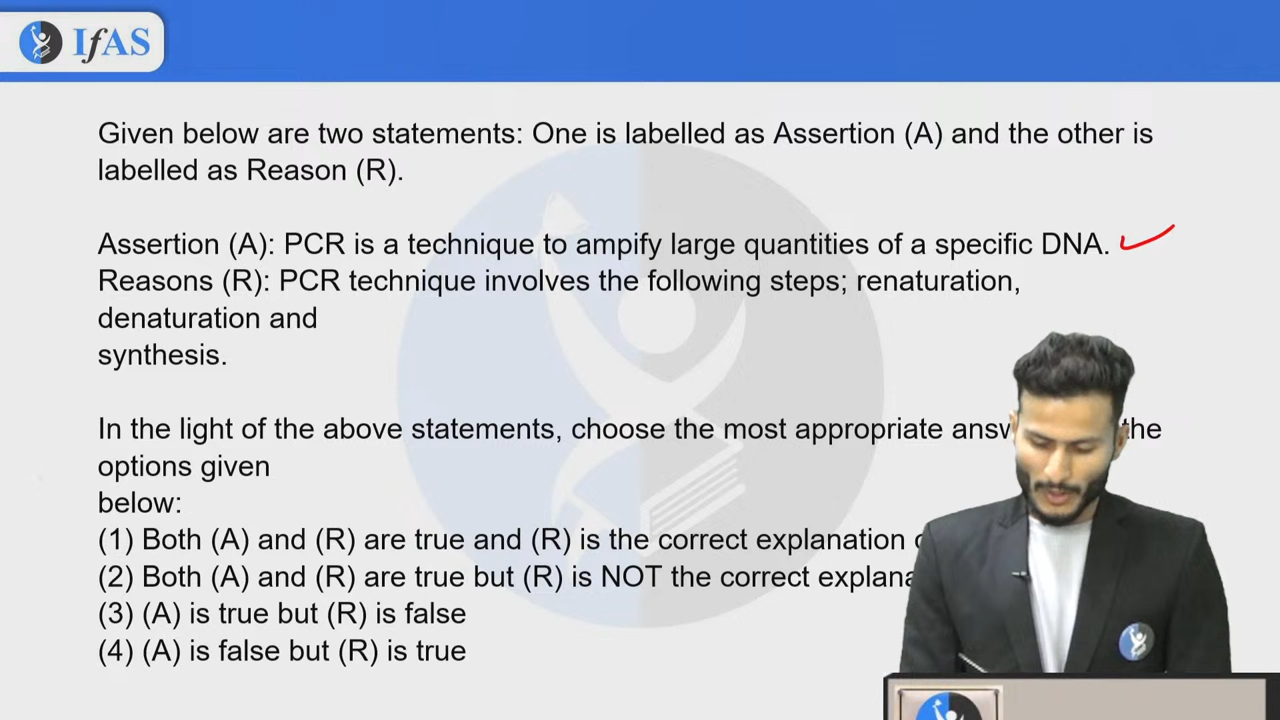 IfAS
Given below are two statements: One is labelled as Assertion (A) and the other is
labelled as Reason (R).
Assertion (A): PCR is a technique to ampify large quantities of a specific DNA.
Reasons (R): PCR technique involves the following steps; renaturation,
denaturation and
synthesis.
In the light of the above statements, choose the most appropriate the
options given
below:
(1) Both (A) and (R) are true and (R) is the correct explanation
(2) Both (A) and (R) are true but (R) is NOT the correct
(3) (A) is true but (R) is false
(4) (A) is false but (R) is true